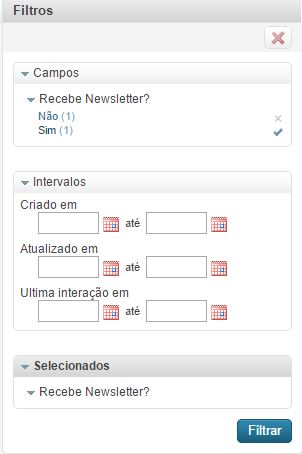 Filtros
Campos
Recebe Newsletter?
Não (1)
Sim (1)
Intervalos
Criado em
até
Atualizado em
até
Ultima interação em
até
Selecionados
Recebe Newsletter?
Filtrar